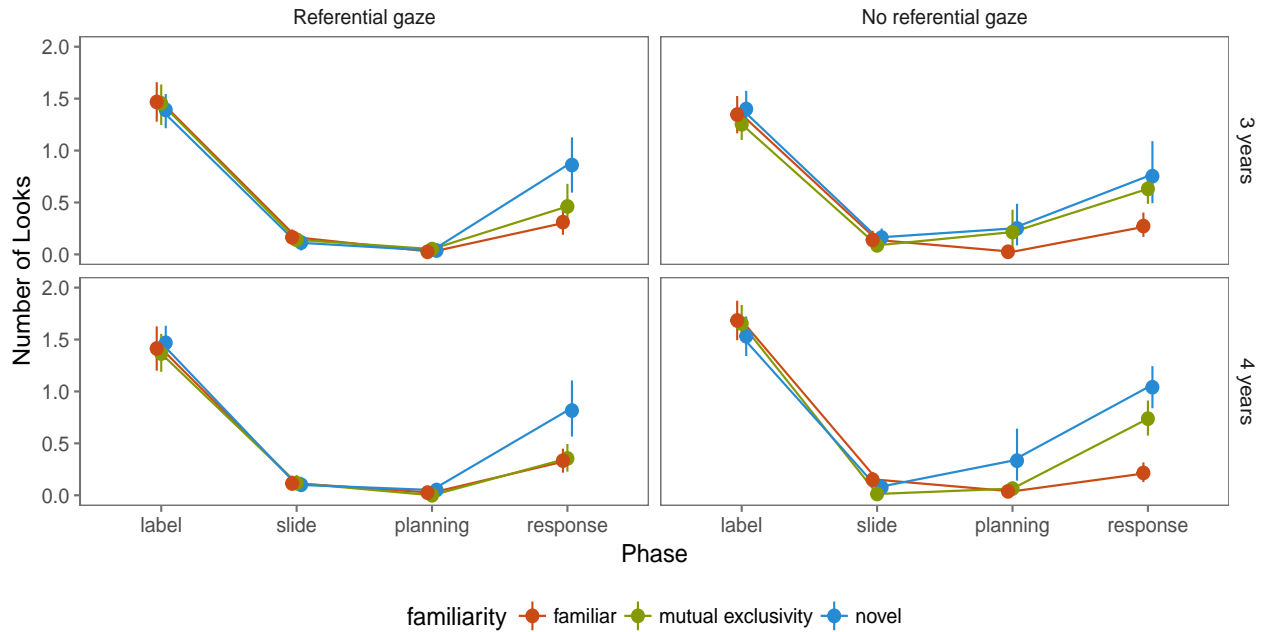 Referential gaze
No referential gaze
Number of Looks
2.0
1.5
1.0
0.5
0.0
3 years
2.0
1.5
1.0
0.5
0.0
4 years
label slide planning response
label slide planning response
Phase
familiarity familiar mutual exclusivity novel